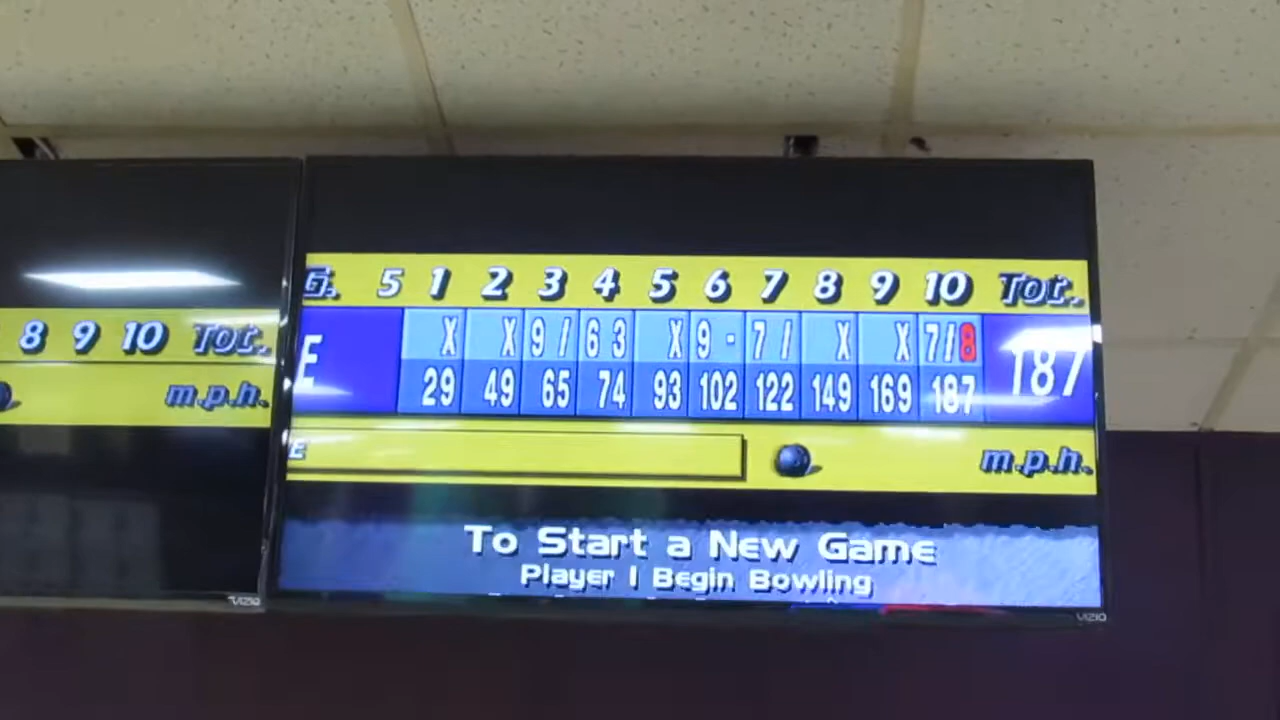 G. 5 1 2 3 4 5 6 7 8 9 10 Tot.
8 9 10 Tot.
E X X 9 / 6 3 X 9 - 7 / X X 7 / 8 187
29 49 65 74 93 102 122 149 169 187
m.p.h.
E m.p.h.
To Start a New Game
Player 1 Begin Bowling
VIZIO
VIZIO